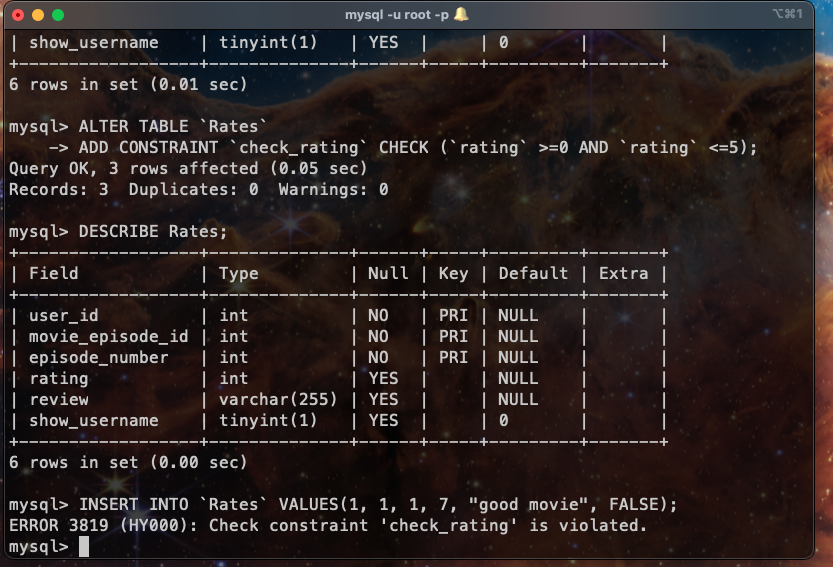 mysql -u root -p 🔔
⌥⌘1
| show_username    | tinyint(1)   | YES  |     | 0       |       |
+------------------+--------------+------+-----+---------+-------+
6 rows in set (0.01 sec)
mysql> ALTER TABLE `Rates`
    -> ADD CONSTRAINT `check_rating` CHECK (`rating` >=0 AND `rating` <=5);
Query OK, 3 rows affected (0.05 sec)
Records: 3  Duplicates: 0  Warnings: 0
mysql> DESCRIBE Rates;
+------------------+--------------+------+-----+---------+-------+
| Field            | Type         | Null | Key | Default | Extra |
+------------------+--------------+------+-----+---------+-------+
| user_id          | int          | NO   | PRI | NULL    |       |
| movie_episode_id | int          | NO   | PRI | NULL    |       |
| episode_number   | int          | NO   | PRI | NULL    |       |
| rating           | int          | YES  |     | NULL    |       |
| review           | varchar(255) | YES  |     | NULL    |       |
| show_username    | tinyint(1)   | YES  |     | 0       |       |
+------------------+--------------+------+-----+---------+-------+
6 rows in set (0.00 sec)
mysql> INSERT INTO `Rates` VALUES(1, 1, 1, 7, "good movie", FALSE);
ERROR 3819 (HY000): Check constraint 'check_rating' is violated.
mysql>